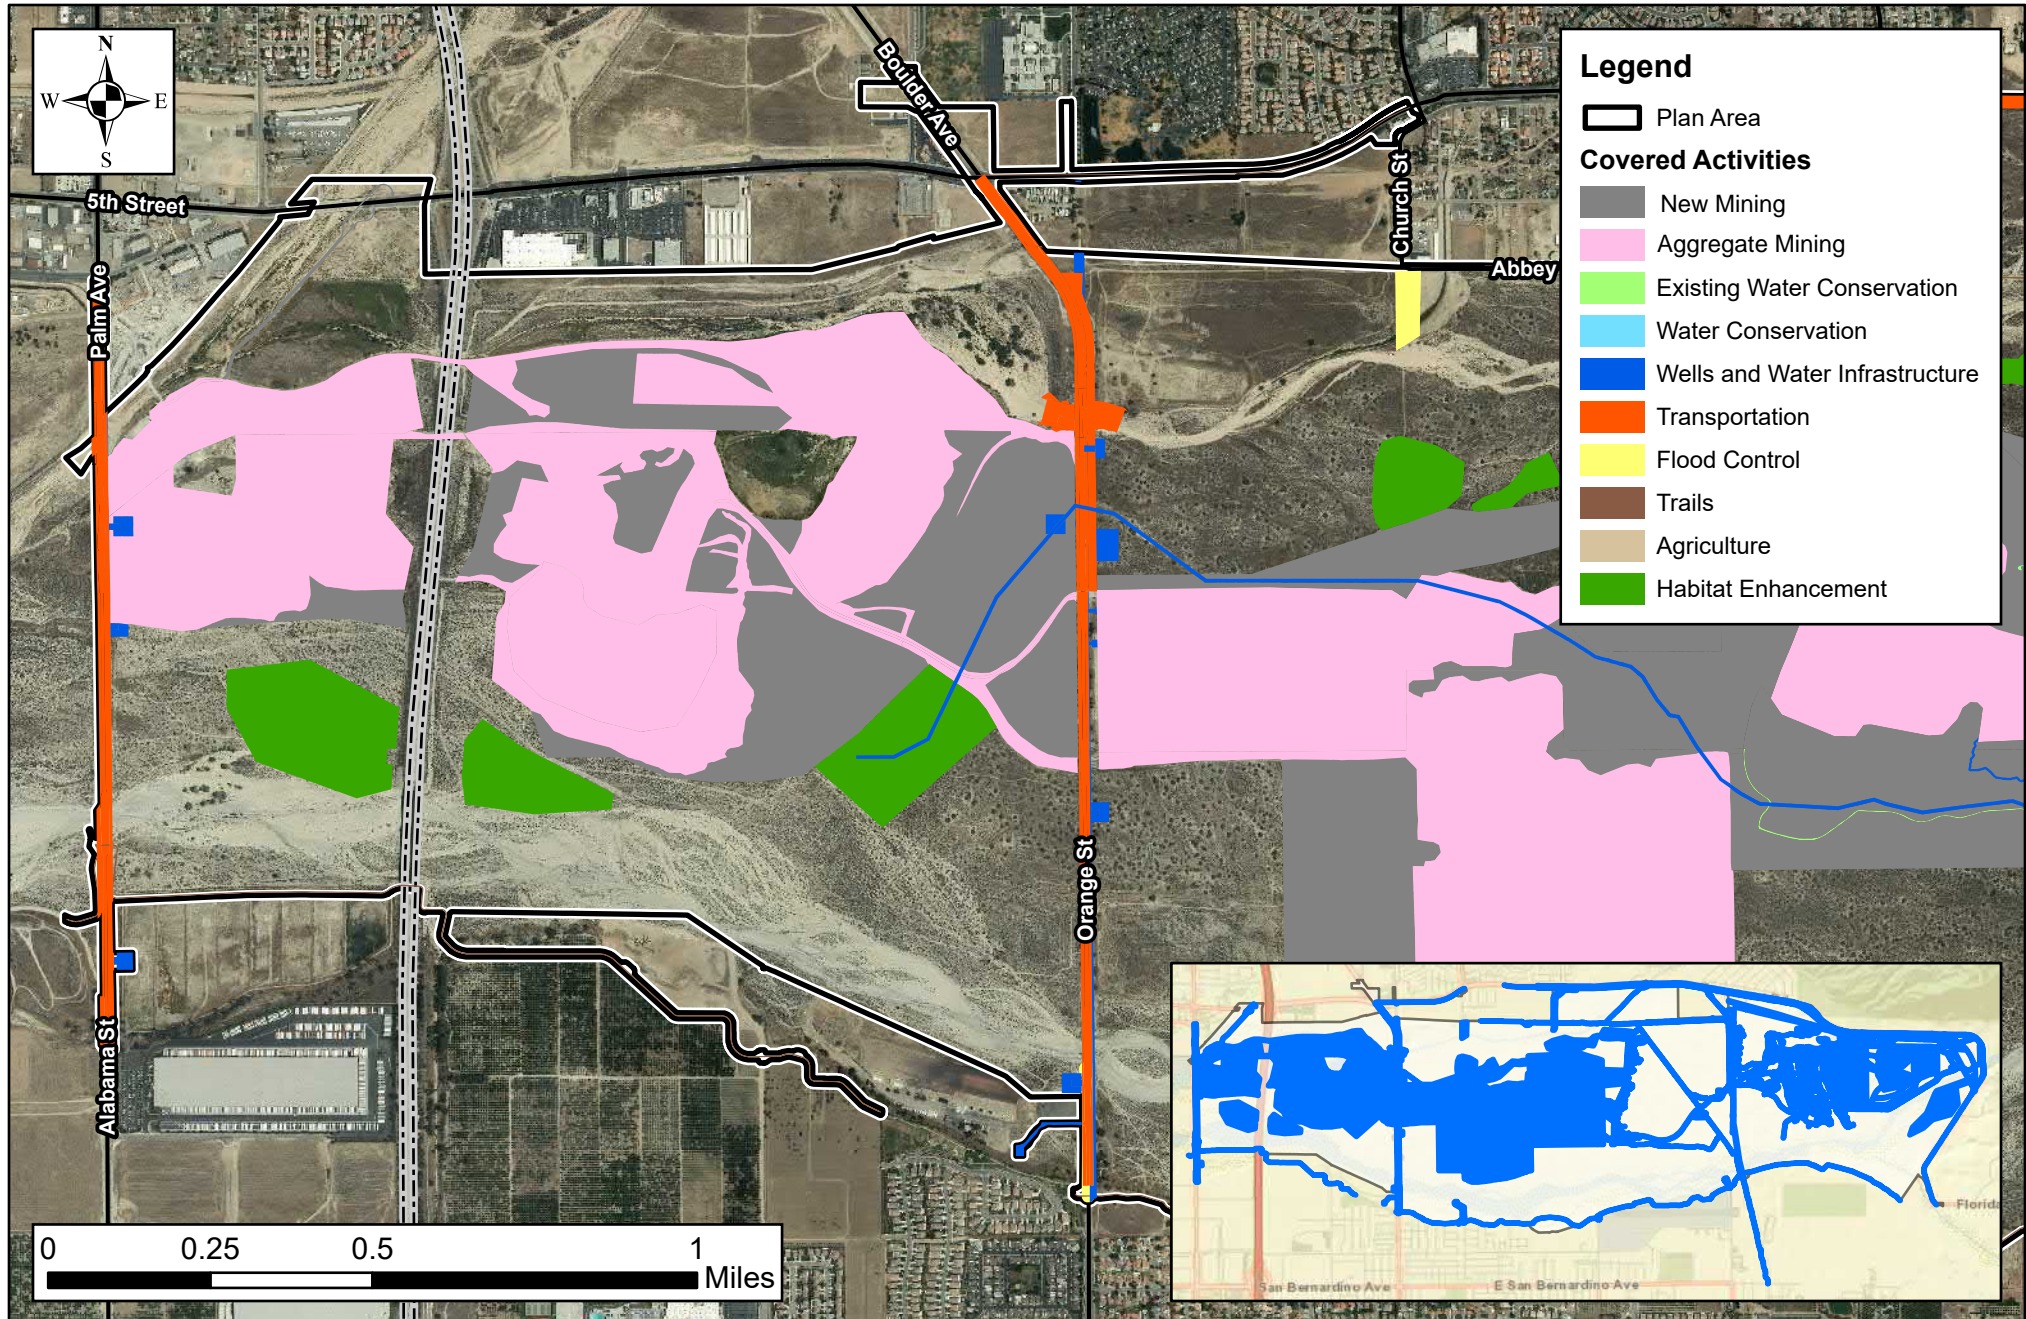 N
W E
S
5th Street
Palm Ave
Boulder Ave
Church St
Abbey
Orange St
Alabama St
Legend
Plan Area
Covered Activities
New Mining
Aggregate Mining
Existing Water Conservation
Water Conservation
Wells and Water Infrastructure
Transportation
Flood Control
Trails
Agriculture
Habitat Enhancement
0 0.25 0.5 1
Miles
Florida
San Bernardino Ave
E San Bernardino Ave